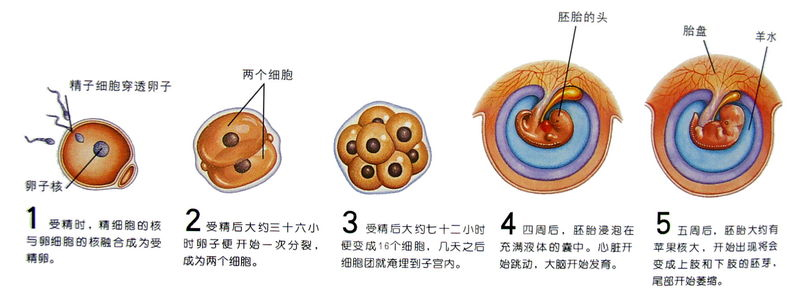 精子细胞穿透卵子
卵子核
两个细胞
胚胎的头
胎盘
羊水
1 受精时，精细胞的核
与卵细胞的核融合成为受
精卵。
2 受精后大约三十六小
时卵子便开始一次分裂，
成为两个细胞。
3 受精后大约七十二小时
便变成16个细胞，几天之后
细胞团就淹埋到子宫内。
4 四周后，胚胎浸泡在
充满液体的囊中。心脏开
始跳动，大脑开始发育。
5 五周后，胚胎大约有
苹果核大，开始出现将会
变成上肢和下肢的胚芽，
尾部开始萎缩。